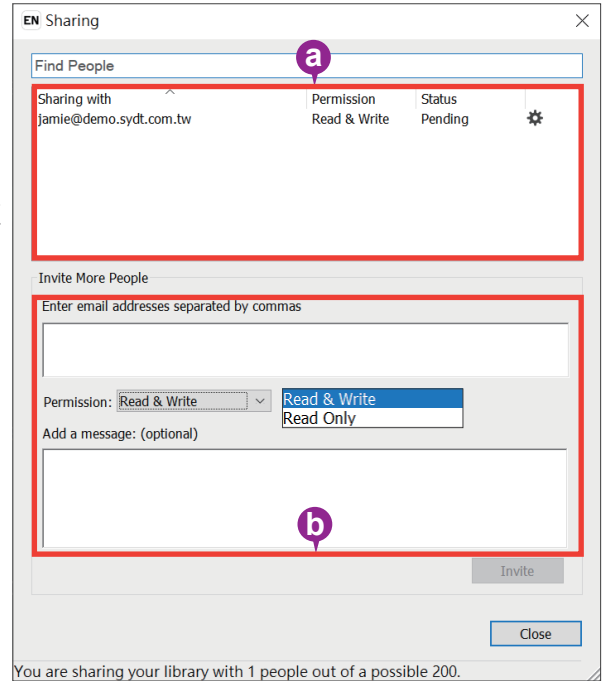 EN Sharing
Find People
a
Sharing with Permission Status
jamie@demo.sydt.com.tw Read & Write Pending
Invite More People
Enter email addresses separated by commas
Permission: Read & Write Read & Write
Read Only
Add a message: (optional)
b
Invite
Close
You are sharing your library with 1 people out of a possible 200.